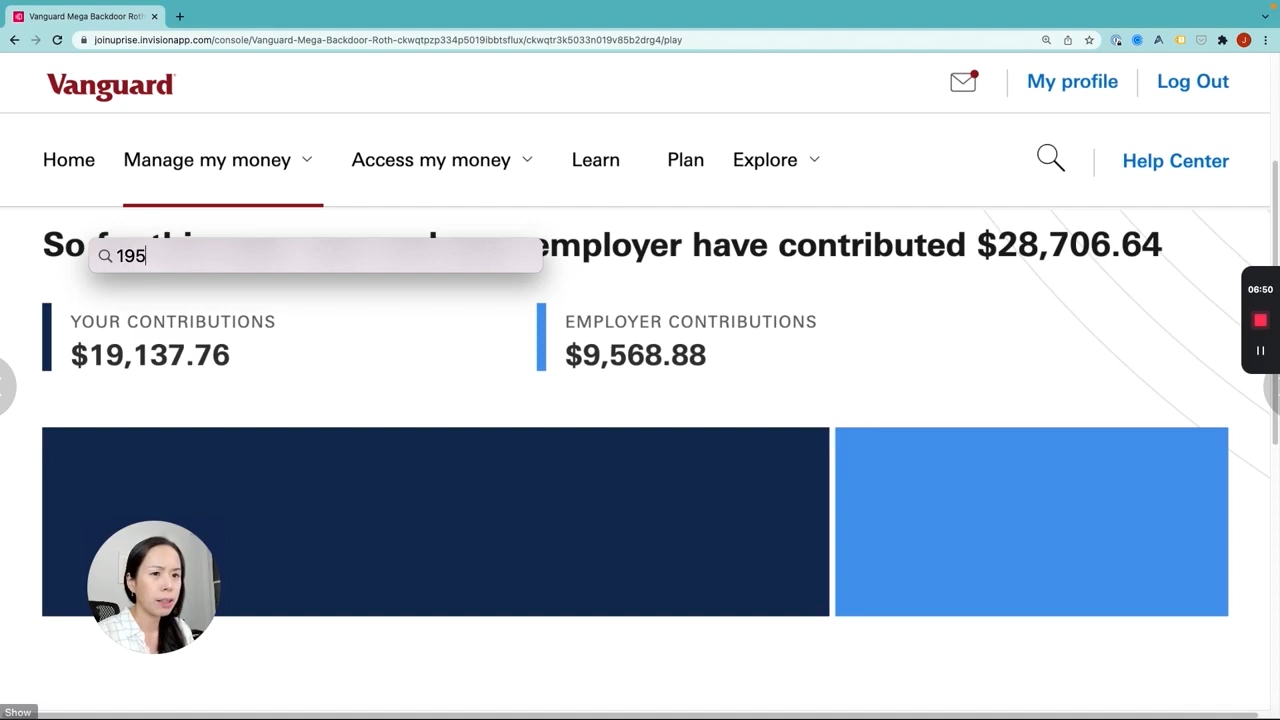 Vanguard Mega Backdoor Roth
joinuprise.invisionapp.com/console/Vanguard-Mega-Backdoor-Roth-ckwqtpzp334p5019ibbtsflux/ckwqtr3k5033n019v85b2drg4/play
J
Vanguard
My profile
Log Out
Home
Manage my money
Access my money
Learn
Plan
Explore
Help Center
So employer have contributed $28,706.64
195
YOUR CONTRIBUTIONS
$19,137.76
EMPLOYER CONTRIBUTIONS
$9,568.88
06:50
Show